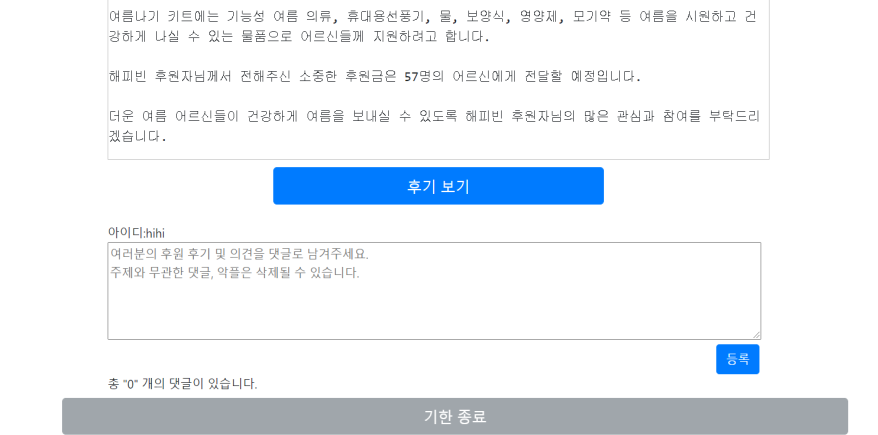 여름나기 키트에는 기능성 여름 의류, 휴대용선풍기, 물, 보양식, 영양제, 모기약 등 여름을 시원하고 건
강하게 나실 수 있는 물품으로 어르신들께 지원하려고 합니다.
해피빈 후원자님께서 전해주신 소중한 후원금은 57명의 어르신에게 전달할 예정입니다.
더운 여름 어르신들이 건강하게 여름을 보내실 수 있도록 해피빈 후원자님의 많은 관심과 참여를 부탁드리
겠습니다.
후기 보기
아이디:hihi
여러분의 후원 후기 및 의견을 댓글로 남겨주세요.
주제와 무관한 댓글, 악플은 삭제될 수 있습니다.
등록
총 "0" 개의 댓글이 있습니다.
기한 종료